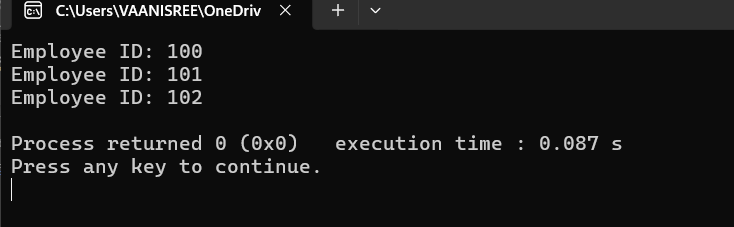 C:\Users\VAANISREE\OneDriv
Employee ID: 100
Employee ID: 101
Employee ID: 102
Process returned 0 (0x0)   execution time : 0.087 s
Press any key to continue.